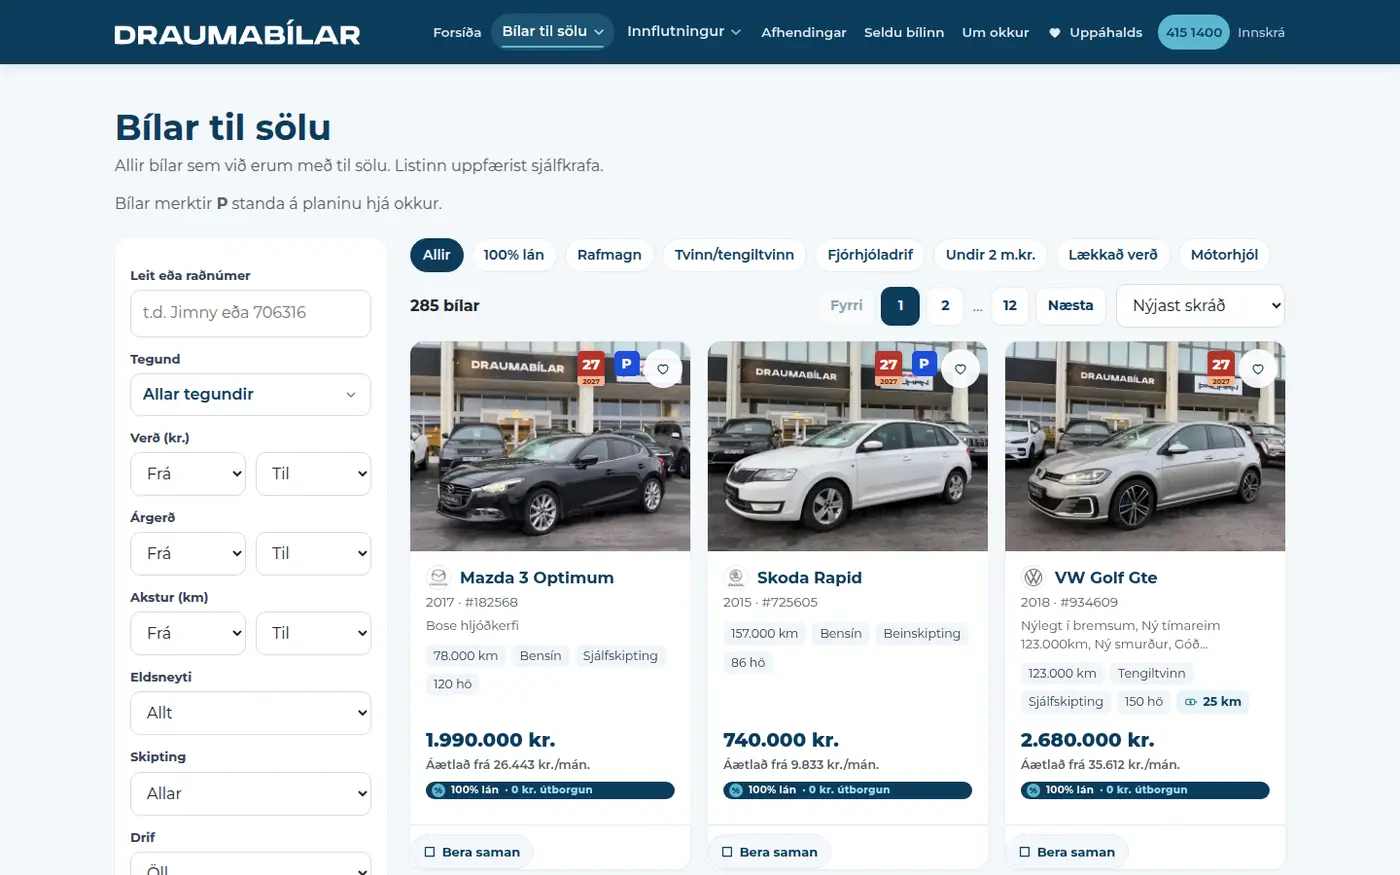 DRAUMABÍLAR
Forsíða
Bílar til sölu
Innflutningur
Afhendingar
Seldu bílinn
Um okkur
Uppáhalds
415 1400
Innskrá
Bílar til sölu
Allir bílar sem við erum með til sölu. Listinn uppfærist sjálfkrafa.
Bílar merktir P standa á planinu hjá okkur.
Leit eða raðnúmer
t.d. Jimny eða 706316
Tegund
Allar tegundir
Verð (kr.)
Frá
Til
Árgerð
Frá
Til
Akstur (km)
Frá
Til
Eldsneyti
Allt
Skipting
Allar
Drif
Öll
Allir
100% lán
Rafmagn
Tvinn/tengiltvinn
Fjórhjóladrif
Undir 2 m.kr.
Lækkað verð
Mótorhjól
285 bílar
Fyrri
1
2
...
12
Næsta
Nýjast skráð
DRAUMABÍLAR
27
2027
P
Mazda 3 Optimum
2017 · #182568
Bose hljóðkerfi
78.000 km
Bensín
Sjálfskipting
120 hö
1.990.000 kr.
Áætlað frá 26.443 kr./mán.
100% lán · 0 kr. útborgun
Bera saman
DRAUMABÍLAR
27
2027
P
Skoda Rapid
2015 · #725605
157.000 km
Bensín
Beinskipting
86 hö
740.000 kr.
Áætlað frá 9.833 kr./mán.
100% lán · 0 kr. útborgun
Bera saman
DRAUMABÍLAR
27
2027
VW Golf Gte
2018 · #934609
Nýlegt í bremsum, Ný tímareim
123.000km, Ný smurður, Góð...
123.000 km
Tengiltvinn
Sjálfskipting
150 hö
25 km
2.680.000 kr.
Áætlað frá 35.612 kr./mán.
100% lán · 0 kr. útborgun
Bera saman